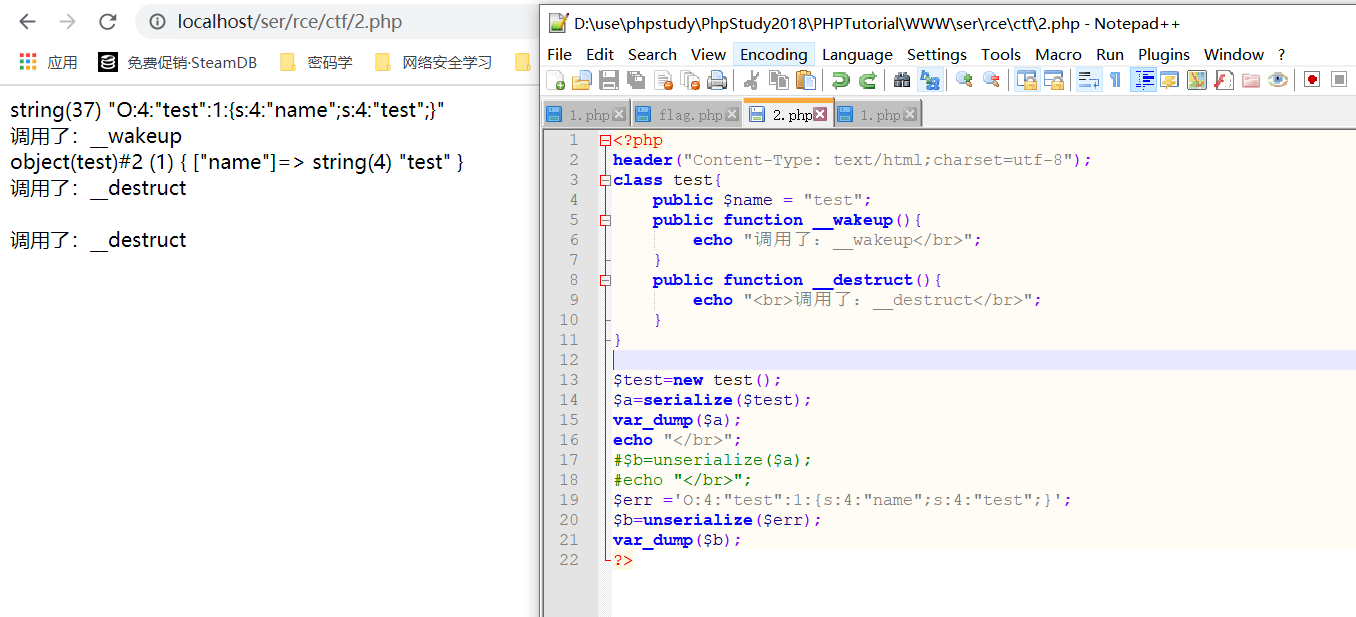 localhost/ser/rce/ctf/2.php
应用 免费促销·SteamDB 密码学 网络安全学习
string(37) "O:4:"test":1:{s:4:"name";s:4:"test";}"
调用了：__wakeup
object(test)#2 (1) { ["name"]=> string(4) "test" }
调用了：__destruct
调用了：__destruct
D:\use\phpstudy\PhpStudy2018\PHPTutorial\WWW\ser\rce\ctf\2.php - Notepad++
File Edit Search View Encoding Language Settings Tools Macro Run Plugins Window ?
1.php flag.php 2.php 1.php
1 <?php
2 header("Content-Type: text/html;charset=utf-8");
3 class test{
4     public $name = "test";
5     public function __wakeup(){
6         echo "调用了：__wakeup</br>";
7     }
8     public function __destruct(){
9         echo "<br>调用了：__destruct</br>";
10     }
11 }
12
13 $test=new test();
14 $a=serialize($test);
15 var_dump($a);
16 echo "</br>";
17 #$b=unserialize($a);
18 #echo "</br>";
19 $err ='O:4:"test":1:{s:4:"name";s:4:"test";}';
20 $b=unserialize($err);
21 var_dump($b);
22 ?>